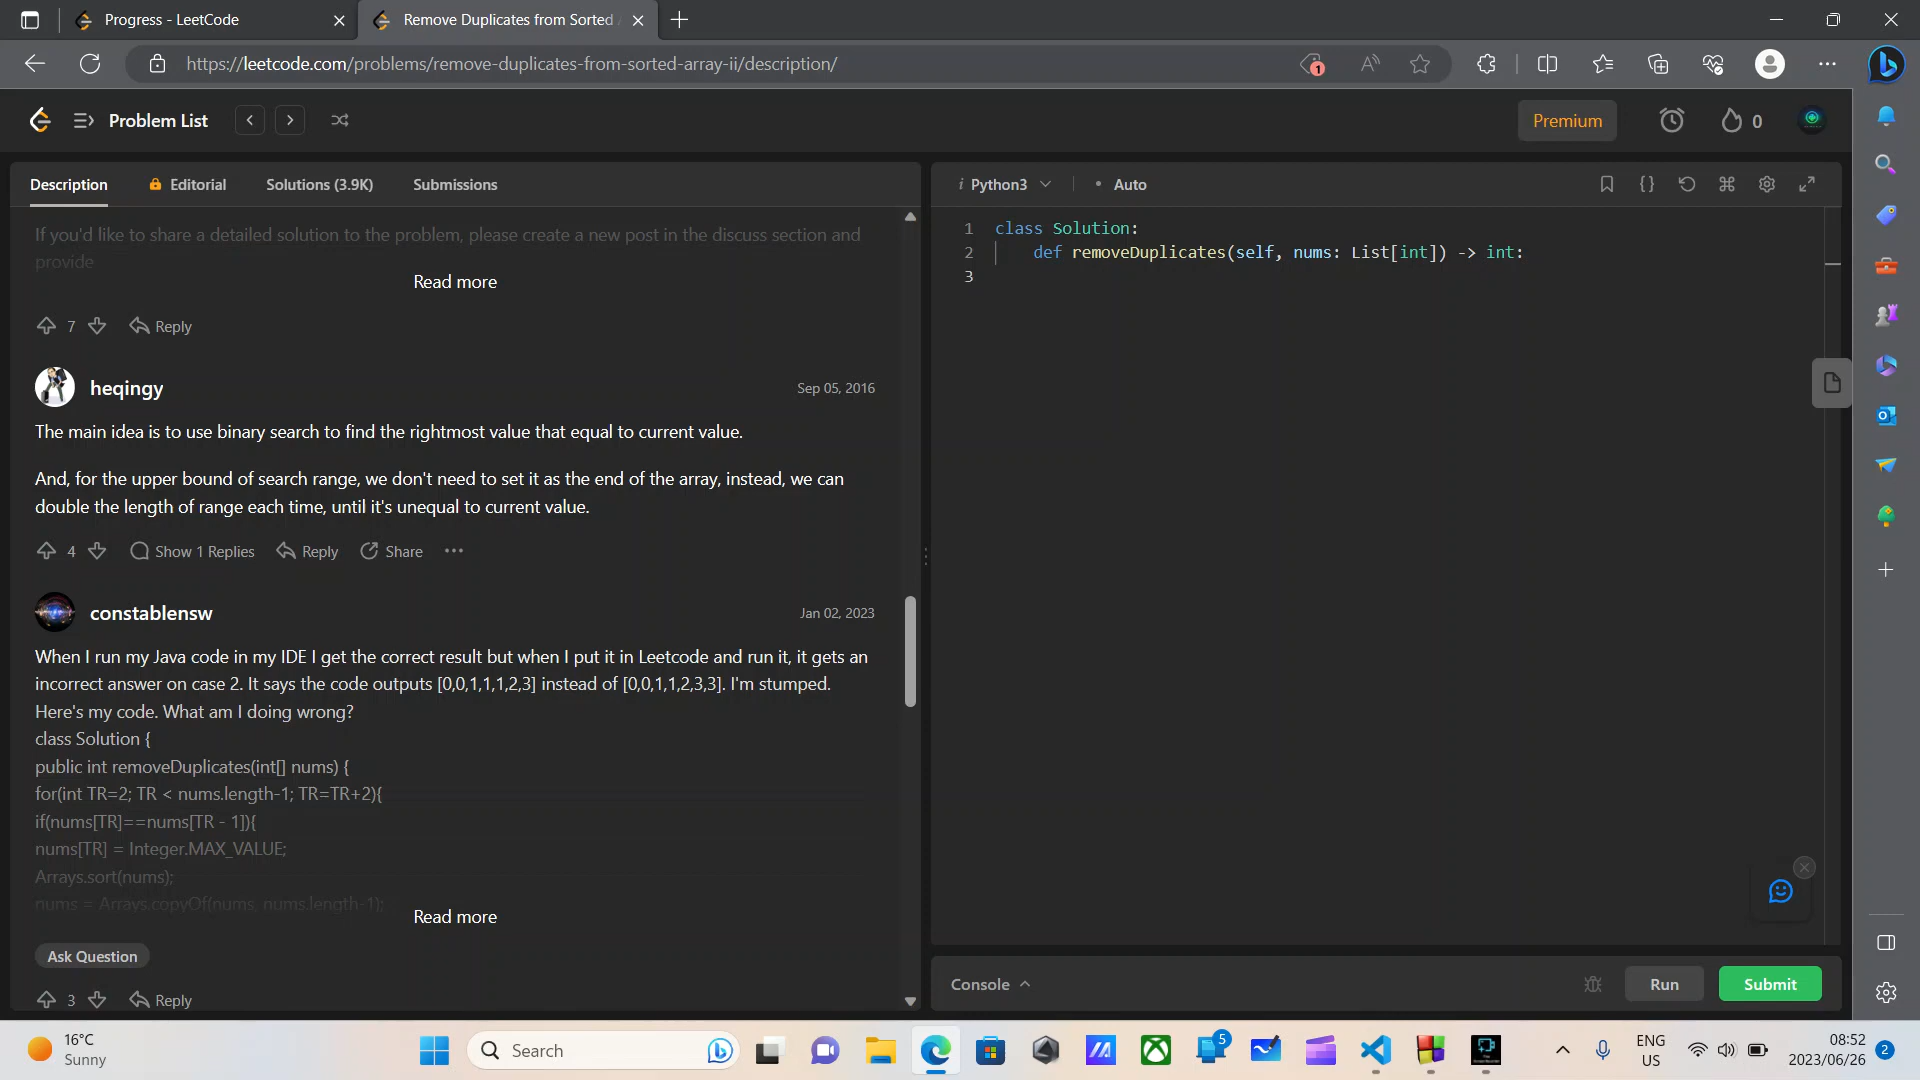 Progress - LeetCode
Remove Duplicates from Sorted
https://leetcode.com/problems/remove-duplicates-from-sorted-array-ii/description/
1
Problem List
Premium
0
Description
Editorial
Solutions (3.9K)
Submissions
If you'd like to share a detailed solution to the problem, please create a new post in the discuss section and
provide
Read more
7
Reply
heqingy
Sep 05, 2016
The main idea is to use binary search to find the rightmost value that equal to current value.
And, for the upper bound of search range, we don't need to set it as the end of the array, instead, we can
double the length of range each time, until it's unequal to current value.
4
Show 1 Replies
Reply
Share
constablensw
Jan 02, 2023
When I run my Java code in my IDE I get the correct result but when I put it in Leetcode and run it, it gets an
incorrect answer on case 2. It says the code outputs [0,0,1,1,1,2,3] instead of [0,0,1,1,2,3,3]. I'm stumped.
Here's my code. What am I doing wrong?
class Solution {
public int removeDuplicates(int[] nums) {
for(int TR=2; TR < nums.length-1; TR=TR+2){
if(nums[TR]==nums[TR - 1]){
nums[TR] = Integer.MAX_VALUE;
Arrays.sort(nums);
nums = Arrays.copyOf(nums, nums.length-1);
Read more
Ask Question
3
Reply
i Python3
• Auto
1 class Solution:
2 def removeDuplicates(self, nums: List[int]) -> int:
3
Console
Run
Submit
16°C
Sunny
Search
5
ENG
US
08:52
2023/06/26
2